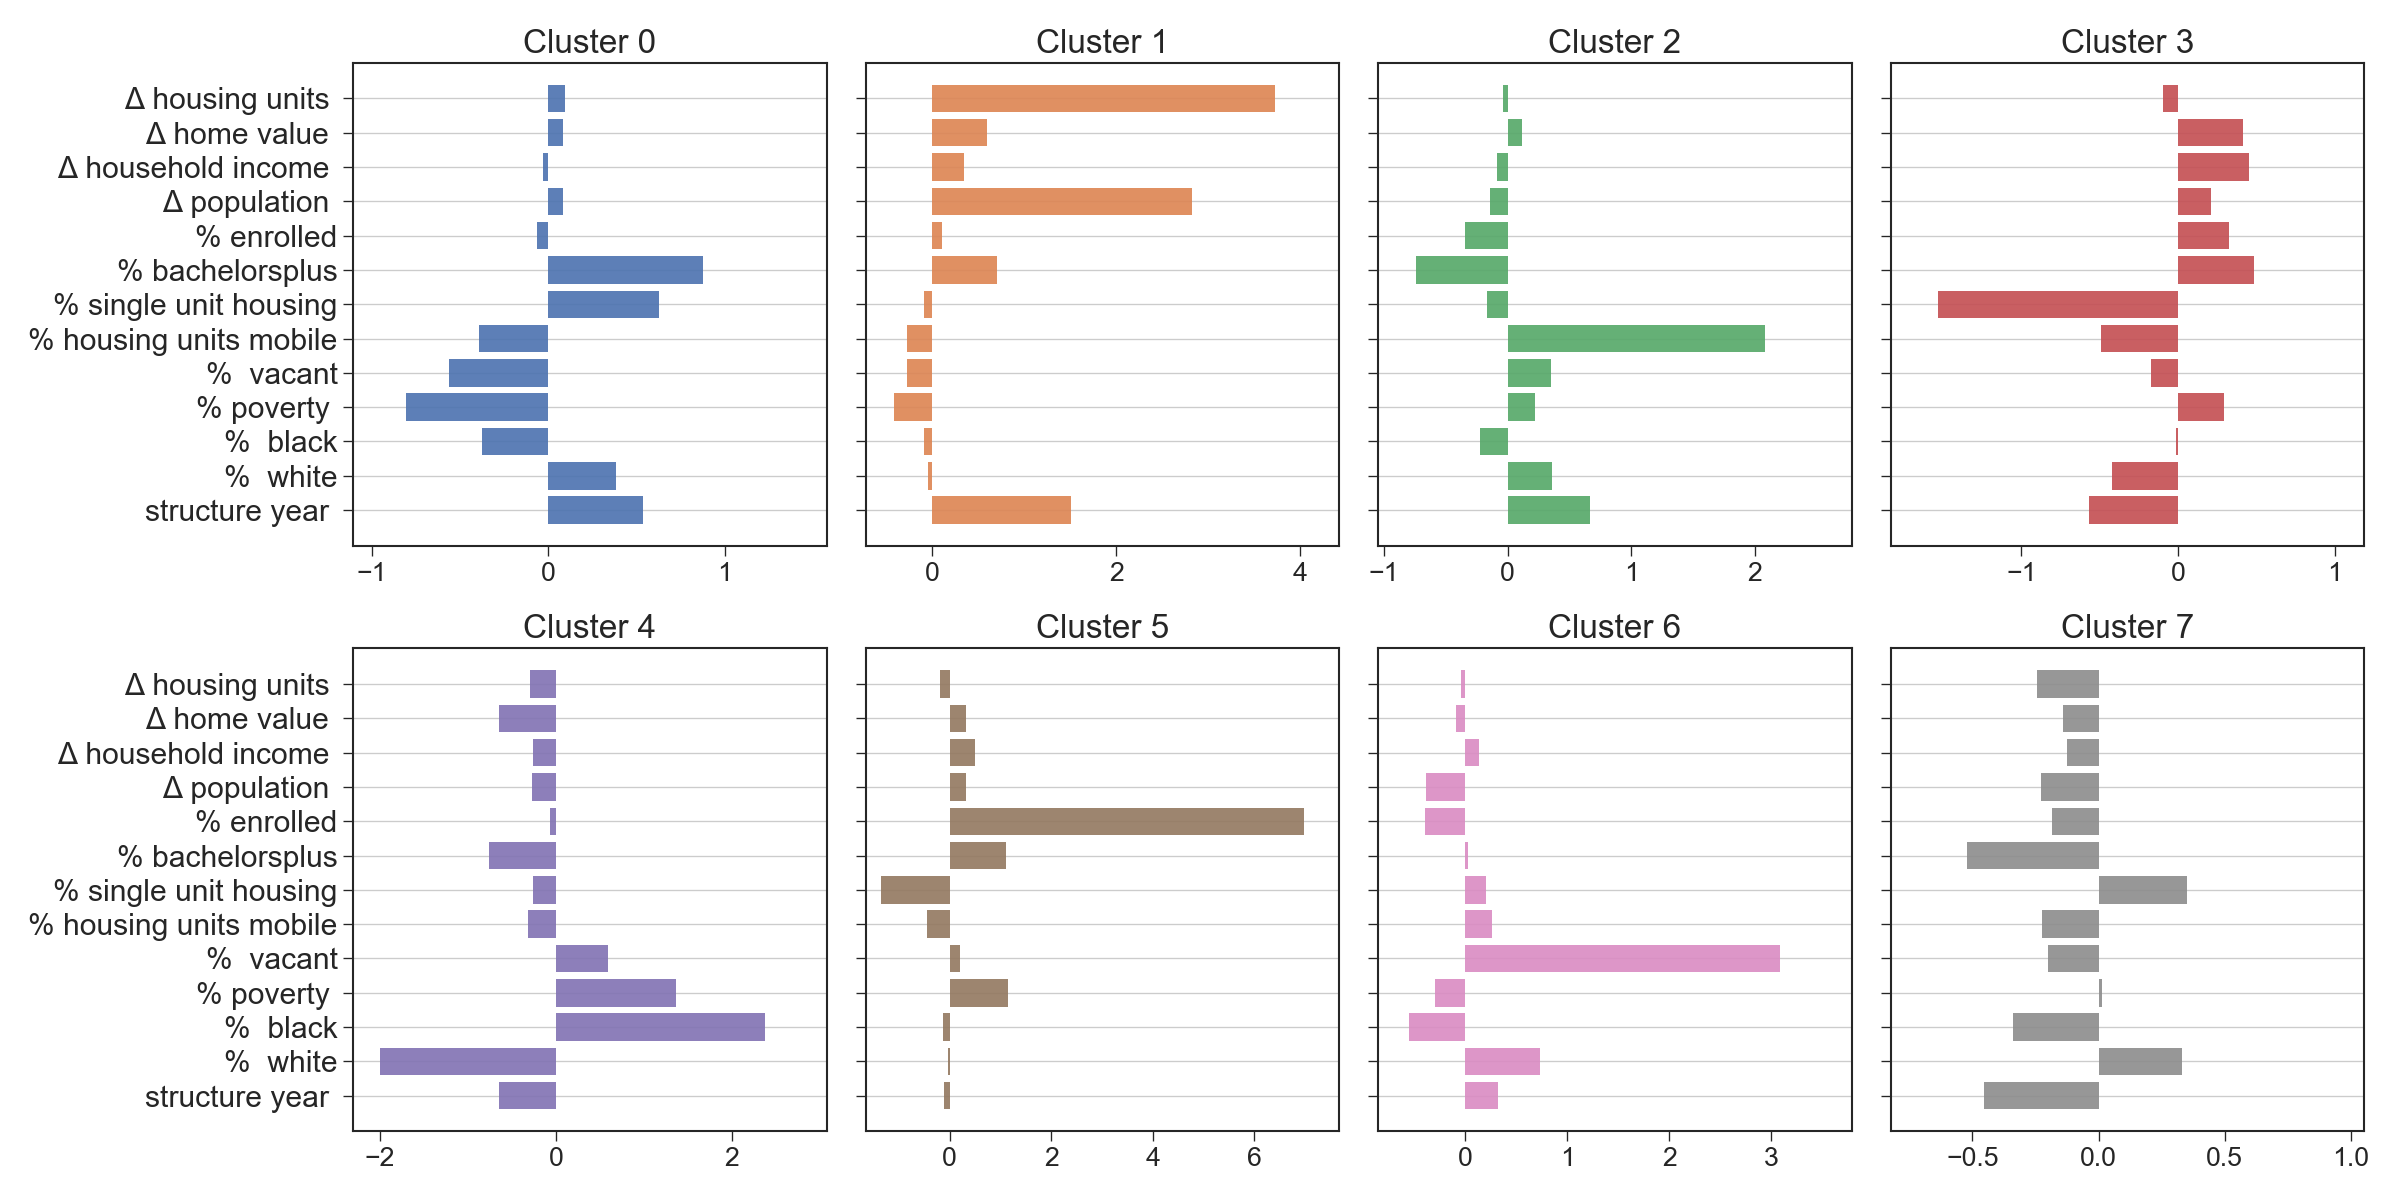 Cluster 0
Cluster 1
Cluster 2
Cluster 3
Δ housing units
Δ home value
Δ household income
Δ population
% enrolled
% bachelorsplus
% single unit housing
% housing units mobile
% vacant
% poverty
% black
% white
structure year
−1 0 1
0 2 4
−1 0 1 2
−1 0 1
Cluster 4
Cluster 5
Cluster 6
Cluster 7
Δ housing units
Δ home value
Δ household income
Δ population
% enrolled
% bachelorsplus
% single unit housing
% housing units mobile
% vacant
% poverty
% black
% white
structure year
−2 0 2
0 2 4 6
0 1 2 3
−0.5 0.0 0.5 1.0